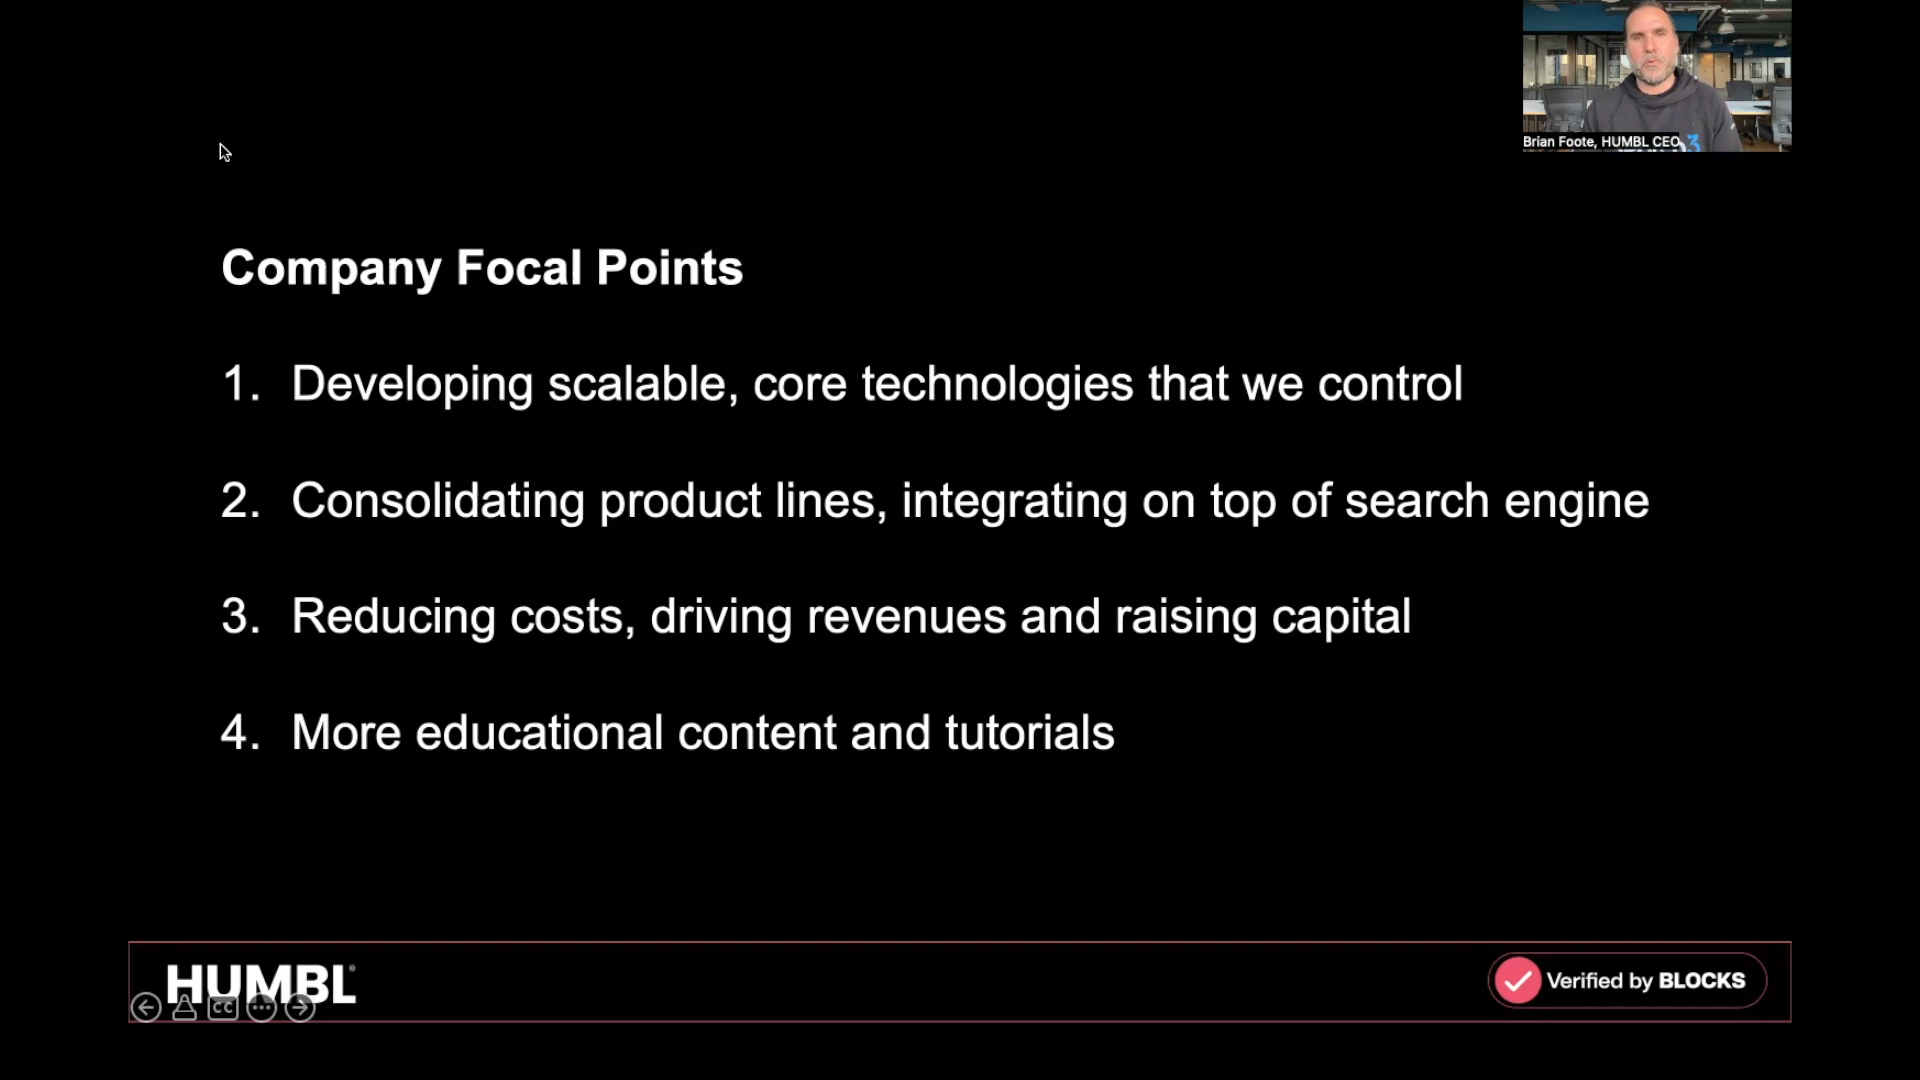 Brian Foote, HUMBL CEO
Company Focal Points
1. Developing scalable, core technologies that we control
2. Consolidating product lines, integrating on top of search engine
3. Reducing costs, driving revenues and raising capital
4. More educational content and tutorials
HUMBL®
CC
Verified by BLOCKS